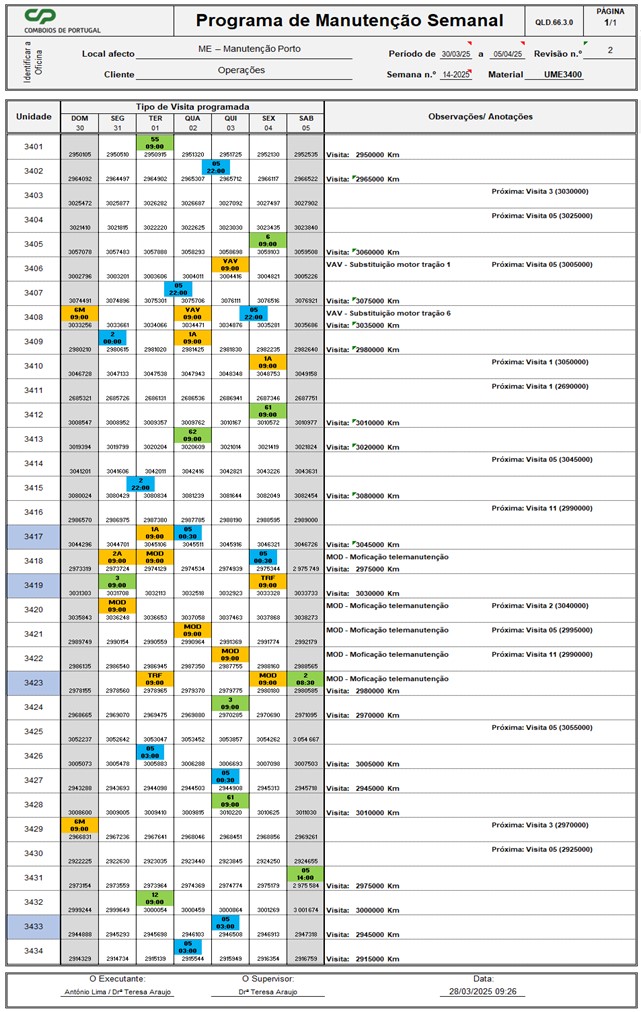 CP
COMBOIOS DE PORTUGAL
Programa de Manutenção Semanal
QLD.66.3.0
PÁGINA
1/1
Identificar a Oficina
Local afecto ME – Manutenção Porto
Cliente Operações
Período de 30/03/25 a 05/04/25 Revisão n.º 2
Semana n.º 14-2025 Material UME3400
Unidade Tipo de Visita programada Observações/ Anotações
DOM SEG TER QUA QUI SEX SAB
30 31 01 02 03 04 05
3401 55 09:00
2950105 2950510 2950915 2951320 2951725 2952130 2952535 Visita: 2950000 Km
3402 05 22:00
2964092 2964497 2964902 2965307 2965712 2966117 2966522 Visita: 2965000 Km
3403 Próxima: Visita 3 (3030000)
3025472 3025877 3026282 3026687 3027092 3027497 3027902
3404 Próxima: Visita 05 (3025000)
3021410 3021815 3022220 3022625 3023030 3023435 3023840
3405 6 09:00
3057078 3057483 3057888 3058293 3058698 3059103 3059508 Visita: 3060000 Km
3406 VAV 09:00 VAV - Substituição motor tração 1 Próxima: Visita 05 (3005000)
3002796 3003201 3003606 3004011 3004416 3004821 3005226
3407 05 22:00
3074491 3074896 3075301 3075706 3076111 3076516 3076921 Visita: 3075000 Km
3408 6M 09:00 VAV 09:00 05 22:00 VAV - Substituição motor tração 6
3033256 3033661 3034066 3034471 3034876 3035281 3035686 Visita: 3035000 Km
3409 2 00:00 1A 09:00
2980210 2980615 2981020 2981425 2981830 2982235 2982640 Visita: 2980000 Km
3410 1A 09:00 Próxima: Visita 1 (3050000)
3046728 3047133 3047538 3047943 3048348 3048753 3049158
3411 Próxima: Visita 1 (2690000)
2685321 2685726 2686131 2686536 2686941 2687346 2687751
3412 61 09:00
3008547 3008952 3009357 3009762 3010167 3010572 3010977 Visita: 3010000 Km
3413 62 09:00
3019394 3019799 3020204 3020609 3021014 3021419 3021824 Visita: 3020000 Km
3414 Próxima: Visita 05 (3045000)
3041201 3041606 3042011 3042416 3042821 3043226 3043631
3415 2 22:00
3080024 3080429 3080834 3081239 3081644 3082049 3082454 Visita: 3080000 Km
3416 Próxima: Visita 11 (2990000)
2986570 2986975 2987380 2987785 2988190 2988595 2989000
3417 1A 09:00 05 00:30
3044296 3044701 3045106 3045511 3045916 3046321 3046726 Visita: 3045000 Km
3418 2A 09:00 MOD 09:00 05 00:30 MOD - Moficação telemanutenção
2973319 2973724 2974129 2974534 2974939 2975344 2 975 749 Visita: 2975000 Km
3419 3 09:00 TRF 09:00
3031303 3031708 3032113 3032518 3032923 3033328 3033733 Visita: 3030000 Km
3420 MOD 09:00 MOD - Moficação telemanutenção Próxima: Visita 2 (3040000)
3035843 3036248 3036653 3037058 3037463 3037868 3038273
3421 MOD 09:00 MOD - Moficação telemanutenção Próxima: Visita 05 (2995000)
2989749 2990154 2990559 2990964 2991369 2991774 2992179
3422 MOD 09:00 MOD - Moficação telemanutenção Próxima: Visita 11 (2990000)
2986135 2986540 2986945 2987350 2987755 2988160 2988565
3423 TRF 09:00 MOD 09:00 2 08:30 MOD - Moficação telemanutenção
2978155 2978560 2978965 2979370 2979775 2980180 2980585 Visita: 2980000 Km
3424 3 09:00
2968665 2969070 2969475 2969880 2970285 2970690 2971095 Visita: 2970000 Km
3425 Próxima: Visita 05 (3055000)
3052237 3052642 3053047 3053452 3053857 3054262 3 054 667
3426 05 03:00
3005073 3005478 3005883 3006288 3006693 3007098 3007503 Visita: 3005000 Km
3427 05 00:30
2943288 2943693 2944098 2944503 2944908 2945313 2945718 Visita: 2945000 Km
3428 61 09:00
3008600 3009005 3009410 3009815 3010220 3010625 3011030 Visita: 3010000 Km
3429 6M 09:00 Próxima: Visita 3 (2970000)
2966831 2967236 2967641 2968046 2968451 2968856 2969261
3430 Próxima: Visita 05 (2925000)
2922225 2922630 2923035 2923440 2923845 2924250 2924655
3431 05 14:00
2973154 2973559 2973964 2974369 2974774 2975179 2 975 584 Visita: 2975000 Km
3432 12 09:00
2999244 2999649 3000054 3000459 3000864 3001269 3 001 674 Visita: 3000000 Km
3433 05 03:00
2944888 2945293 2945698 2946103 2946508 2946913 2947318 Visita: 2945000 Km
3434 05 03:00
2914329 2914734 2915139 2915544 2915949 2916354 2916759 Visita: 2915000 Km
O Executante: O Supervisor: Data:
António Lima / Drª Teresa Araujo Drª Teresa Araujo 28/03/2025 09:26